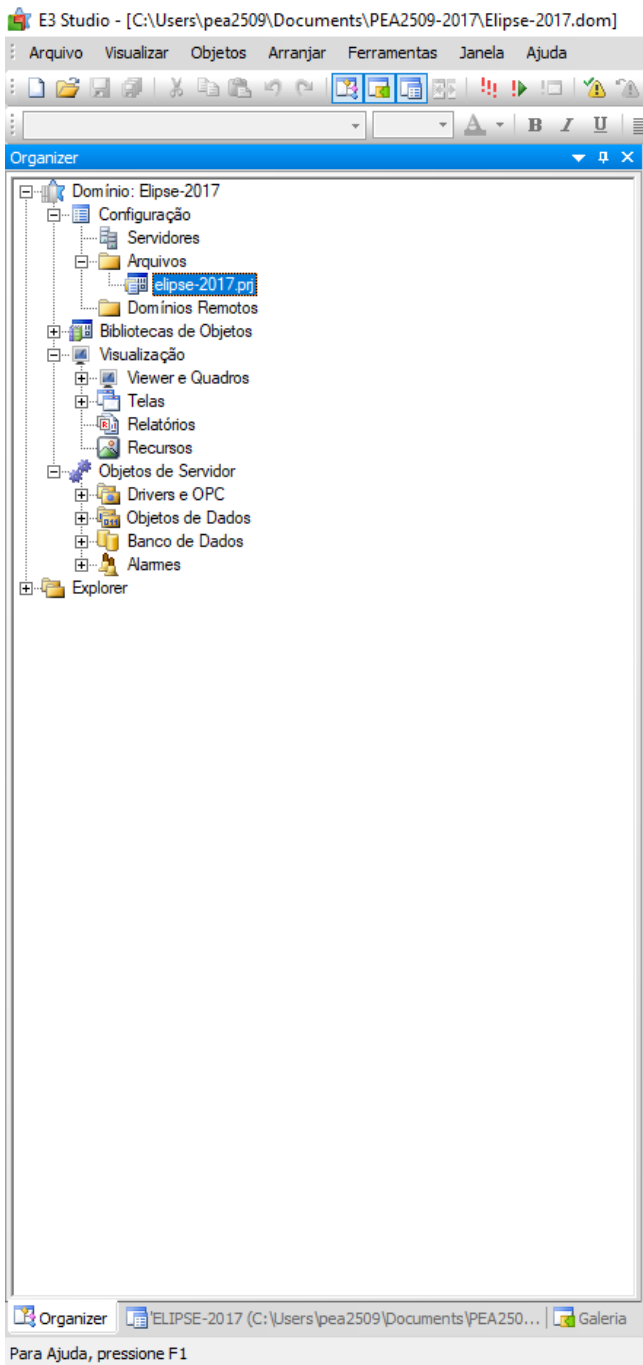 E3 Studio - [C:\Users\pea2509\Documents\PEA2509-2017\Elipse-2017.dom]
Arquivo Visualizar Objetos Arranjar Ferramentas Janela Ajuda
B I U
Organizer
Domínio: Elipse-2017
Configuração
Servidores
Arquivos
elipse-2017.prj
Domínios Remotos
Bibliotecas de Objetos
Visualização
Viewer e Quadros
Telas
Relatórios
Recursos
Objetos de Servidor
Drivers e OPC
Objetos de Dados
Banco de Dados
Alarmes
Explorer
Organizer 'ELIPSE-2017 (C:\Users\pea2509\Documents\PEA250... Galeria
Para Ajuda, pressione F1